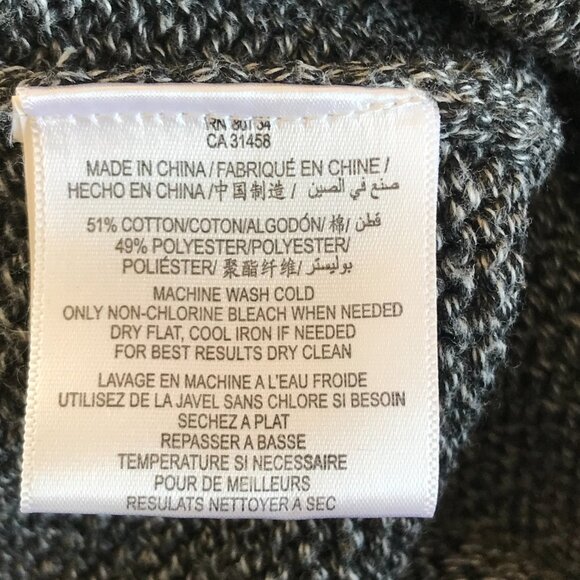 CA 31458
MADE IN CHINA/FABRIQUÉ EN CHINE/
HECHO EN CHINA/中国制造/ صنع في الصين
51% COTTON/COTON/ALGODÓN/棉/ قطن
49% POLYESTER/POLYESTER/
POLIÉSTER/聚酯纤维/ بوليستر
MACHINE WASH COLD
ONLY NON-CHLORINE BLEACH WHEN NEEDED
DRY FLAT, COOL IRON IF NEEDED
FOR BEST RESULTS DRY CLEAN
LAVAGE EN MACHINE A L'EAU FROIDE
UTILISEZ DE LA JAVEL SANS CHLORE SI BESOIN
SECHEZ A PLAT
REPASSER A BASSE
TEMPERATURE SI NECESSAIRE
POUR DE MEILLEURS
RESULATS NETTOYER A SEC